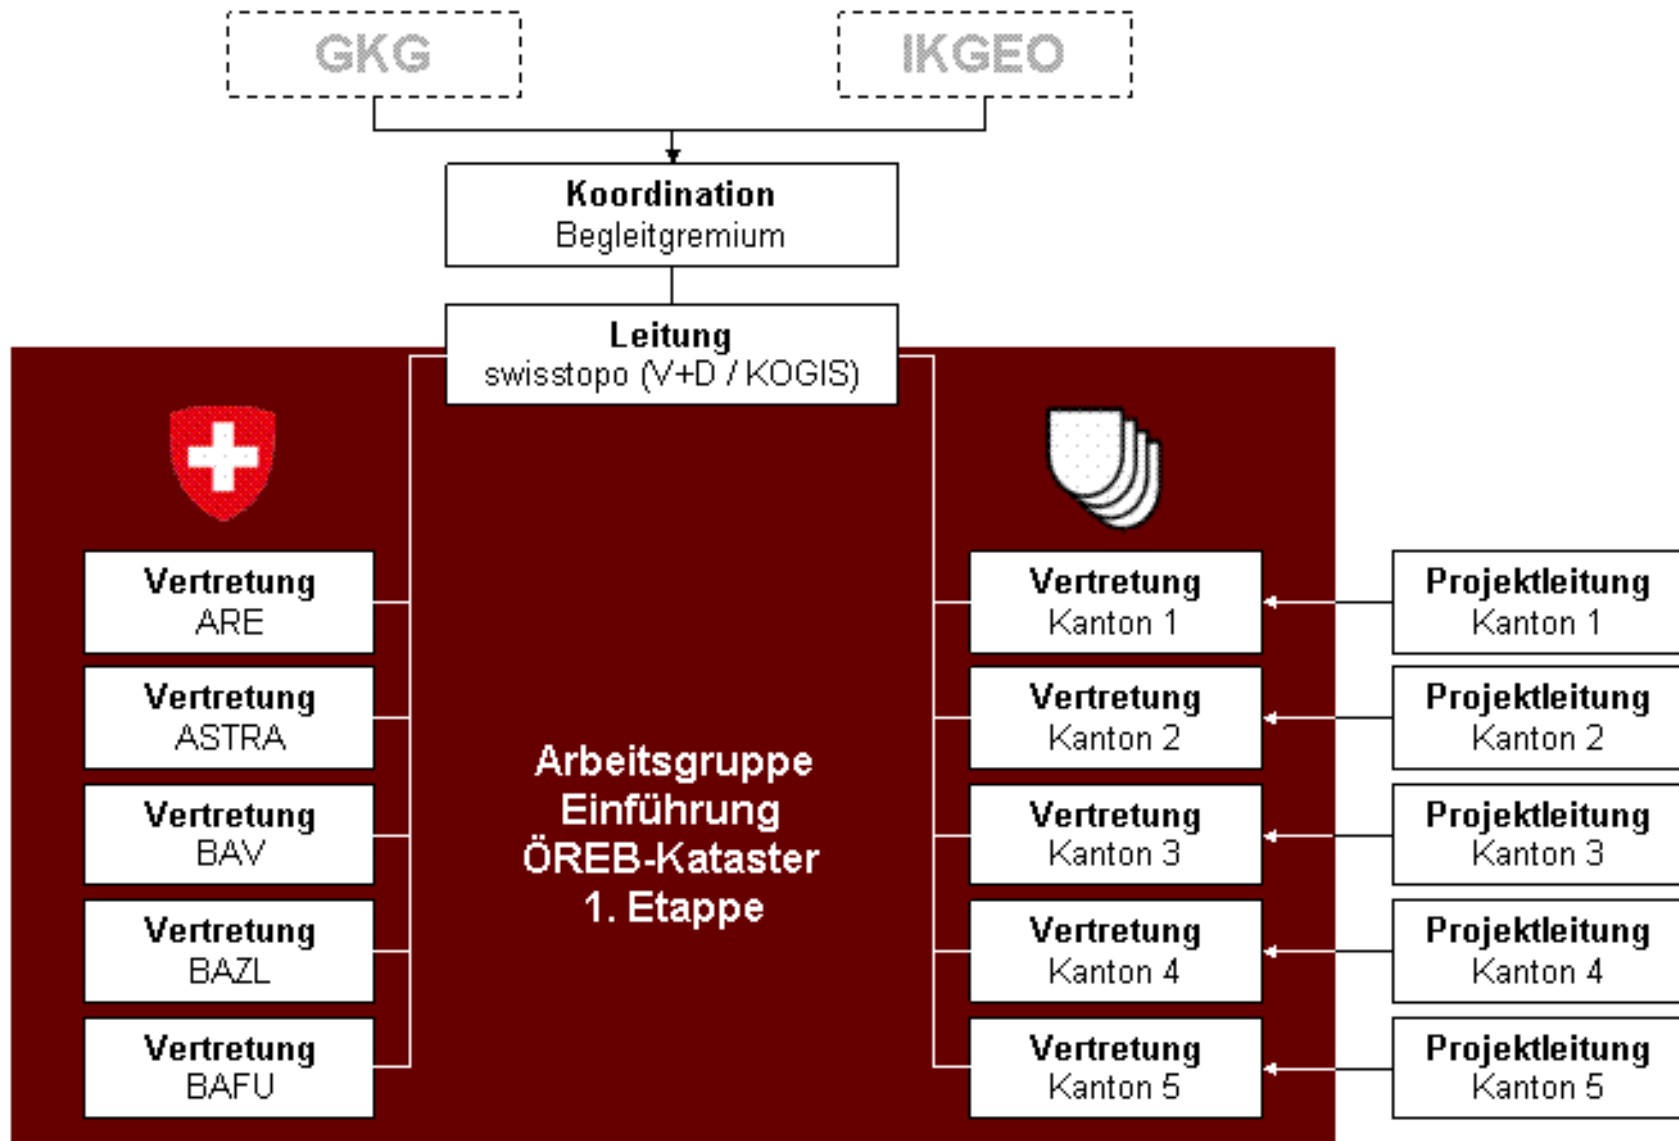 GKG
IKGEO
Koordination
Begleitgremium
Leitung
swisstopo (V+D / KOGIS)
Vertretung
ARE
Vertretung
ASTRA
Vertretung
BAV
Vertretung
BAZL
Vertretung
BAFU
Arbeitsgruppe
Einführung
ÖREB-Kataster
1. Etappe
Vertretung
Kanton 1
Vertretung
Kanton 2
Vertretung
Kanton 3
Vertretung
Kanton 4
Vertretung
Kanton 5
Projektleitung
Kanton 1
Projektleitung
Kanton 2
Projektleitung
Kanton 3
Projektleitung
Kanton 4
Projektleitung
Kanton 5